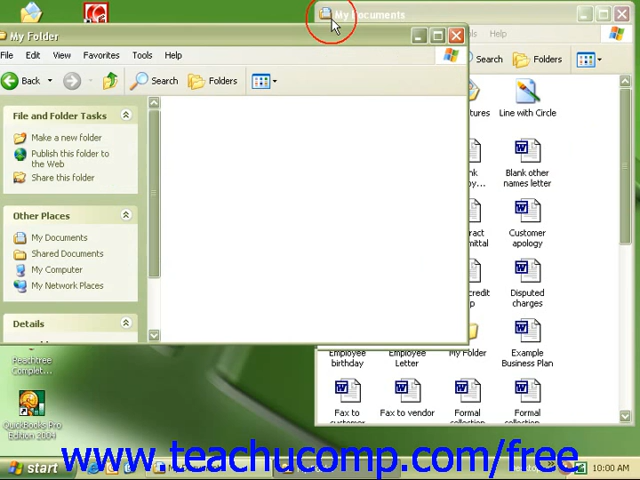 My Documents
My Folder
File Edit View Favorites Tools Help
Help
Back Search Folders
Search Folders
File and Folder Tasks
Make a new folder
Publish this folder to
the Web
Share this folder
Other Places
My Documents
Shared Documents
My Computer
My Network Places
Details
Line with Circle
Blank other
names letter
Customer
apology
Disputed
charges
Employee
birthday
Employee
Letter
My Folder
Example
Business Plan
Fax to
customer
Fax to vendor
Formal
Formal
Peachtree
Complet...
QuickBooks Pro
Edition 2004
start
10:00 AM
www.teachucomp.com/free